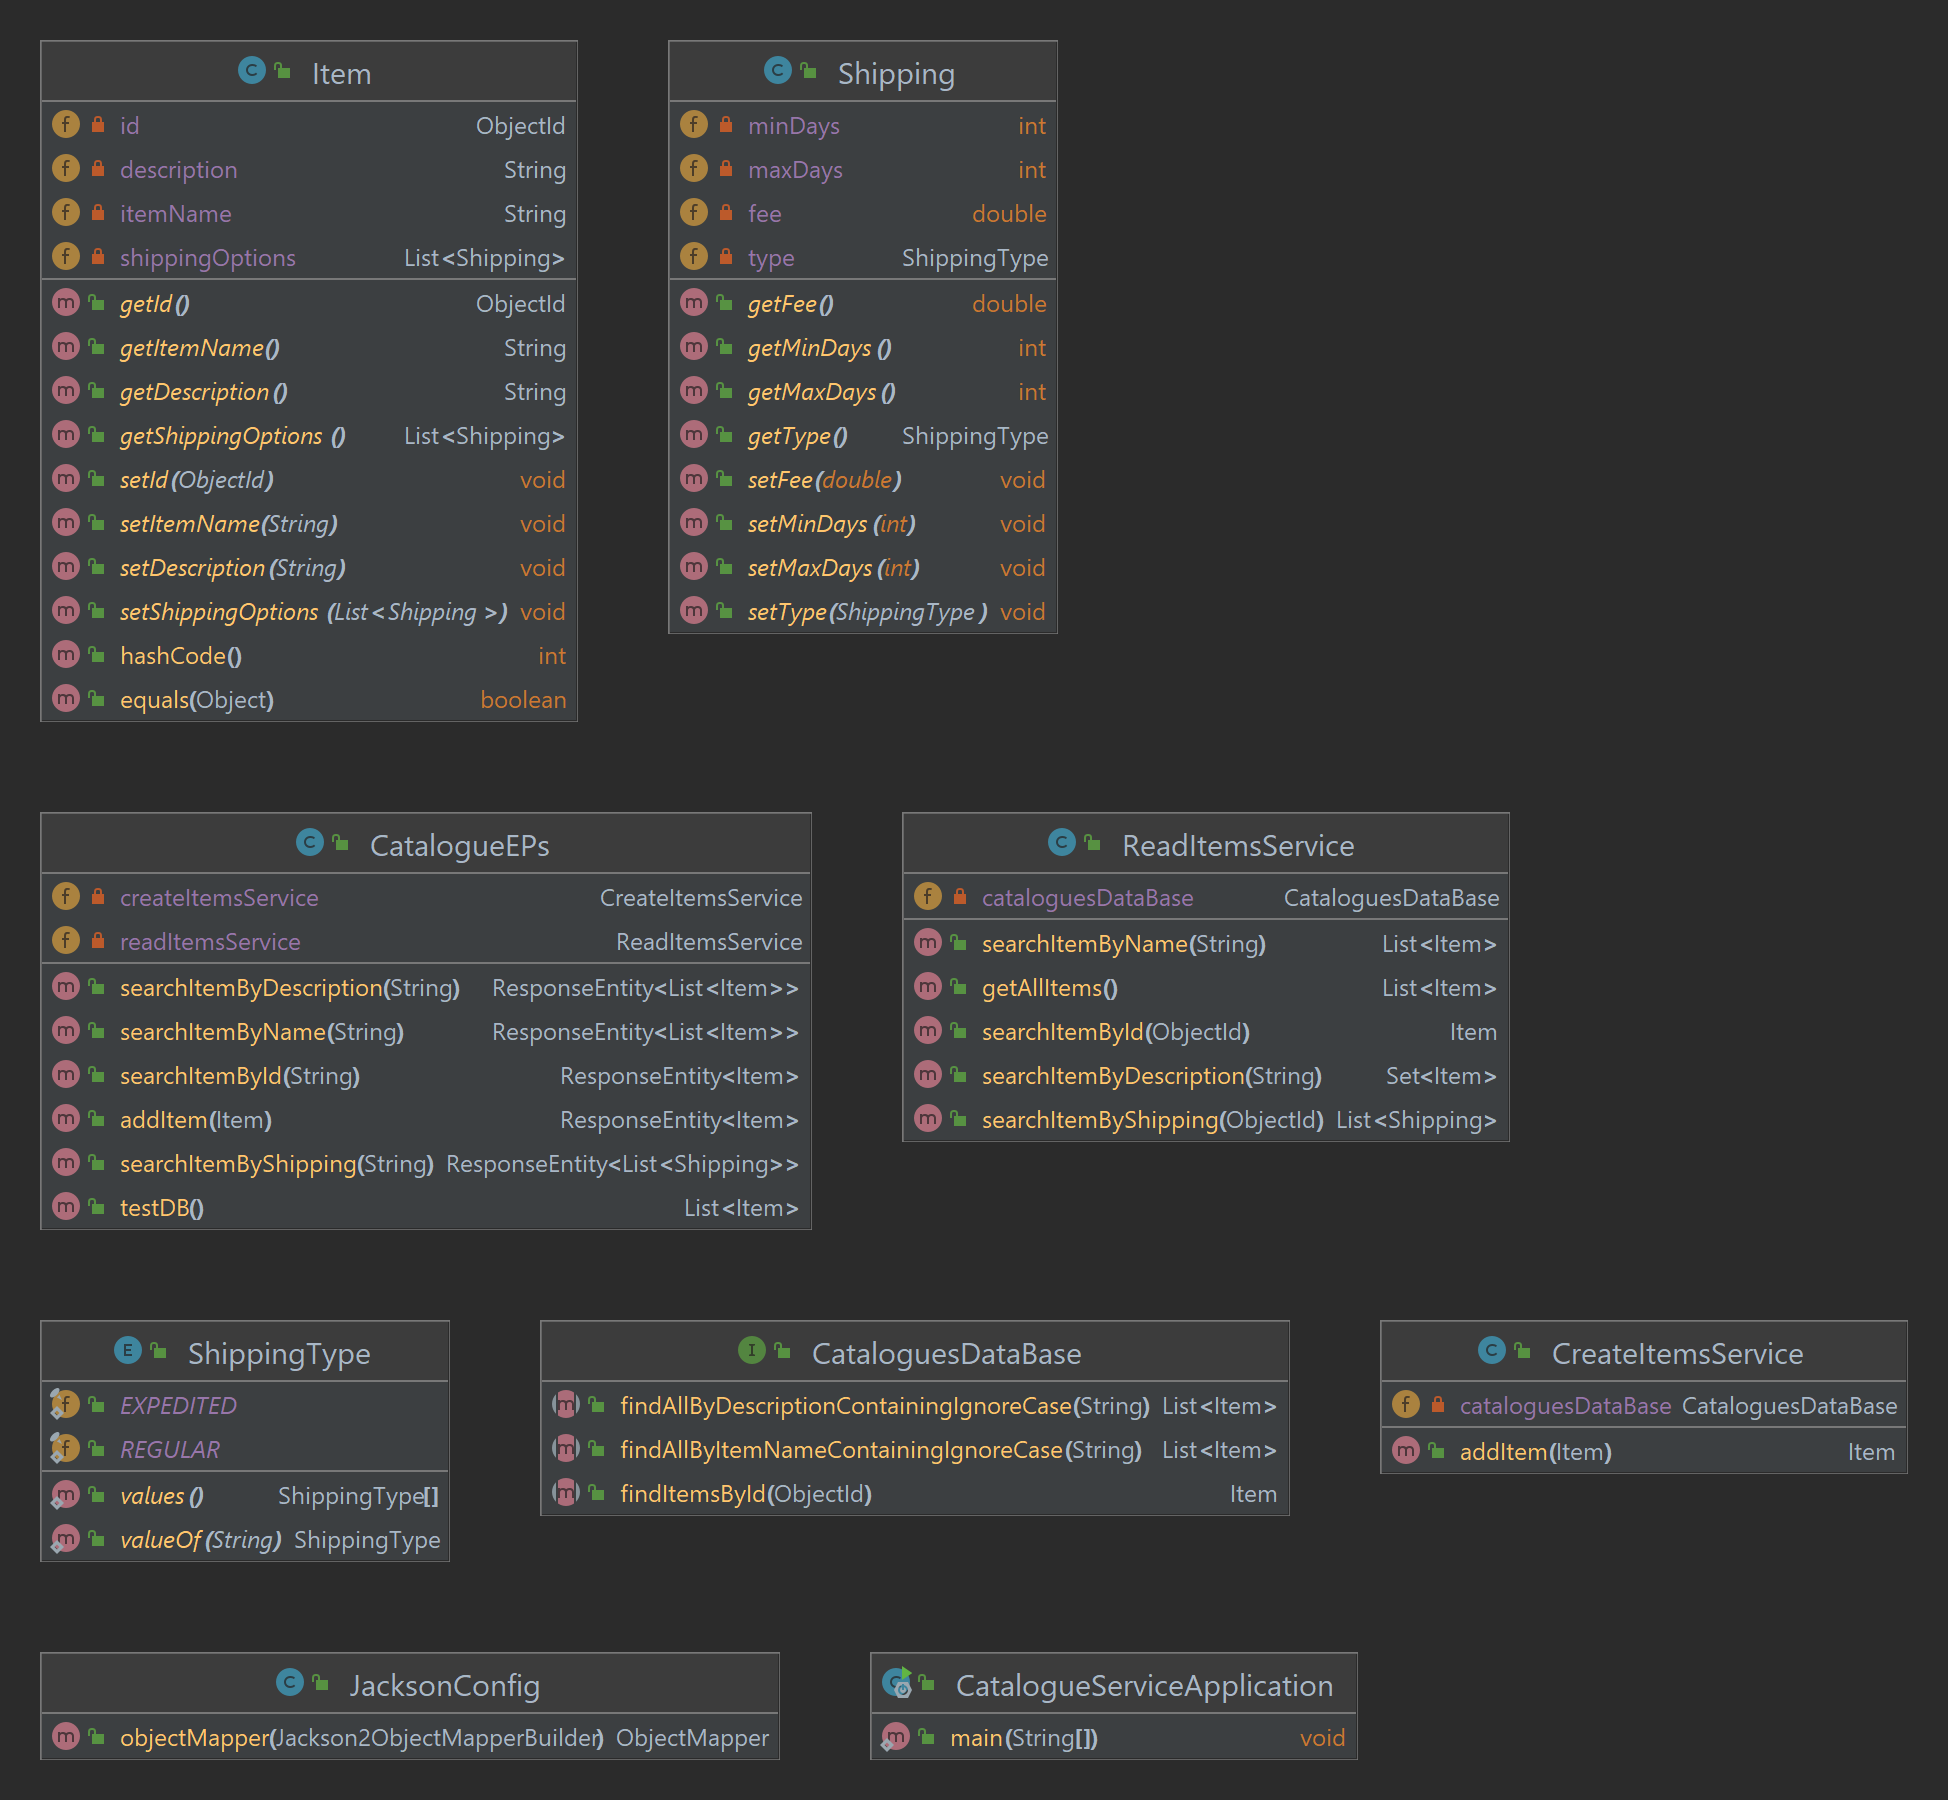 Item
id ObjectId
description String
itemName String
shippingOptions List<Shipping>
getId() ObjectId
getItemName() String
getDescription() String
getShippingOptions () List<Shipping>
setId(ObjectId) void
setItemName(String) void
setDescription(String) void
setShippingOptions (List<Shipping >) void
hashCode() int
equals(Object) boolean
Shipping
minDays int
maxDays int
fee double
type ShippingType
getFee() double
getMinDays () int
getMaxDays () int
getType() ShippingType
setFee(double) void
setMinDays (int) void
setMaxDays (int) void
setType(ShippingType ) void
CatalogueEPs
createItemsService CreateItemsService
readItemsService ReadItemsService
searchItemByDescription(String) ResponseEntity<List<Item>>
searchItemByName(String) ResponseEntity<List<Item>>
searchItemById(String) ResponseEntity<Item>
addItem(Item) ResponseEntity<Item>
searchItemByShipping(String) ResponseEntity<List<Shipping>>
testDB() List<Item>
ReadItemsService
cataloguesDataBase CataloguesDataBase
searchItemByName(String) List<Item>
getAllItems() List<Item>
searchItemById(ObjectId) Item
searchItemByDescription(String) Set<Item>
searchItemByShipping(ObjectId) List<Shipping>
ShippingType
EXPEDITED
REGULAR
values () ShippingType[]
valueOf (String) ShippingType
CataloguesDataBase
findAllByDescriptionContainingIgnoreCase(String) List<Item>
findAllByItemNameContainingIgnoreCase(String) List<Item>
findItemsById(ObjectId) Item
CreateItemsService
cataloguesDataBase CataloguesDataBase
addItem(Item) Item
JacksonConfig
objectMapper(Jackson2ObjectMapperBuilder) ObjectMapper
CatalogueServiceApplication
main(String[]) void